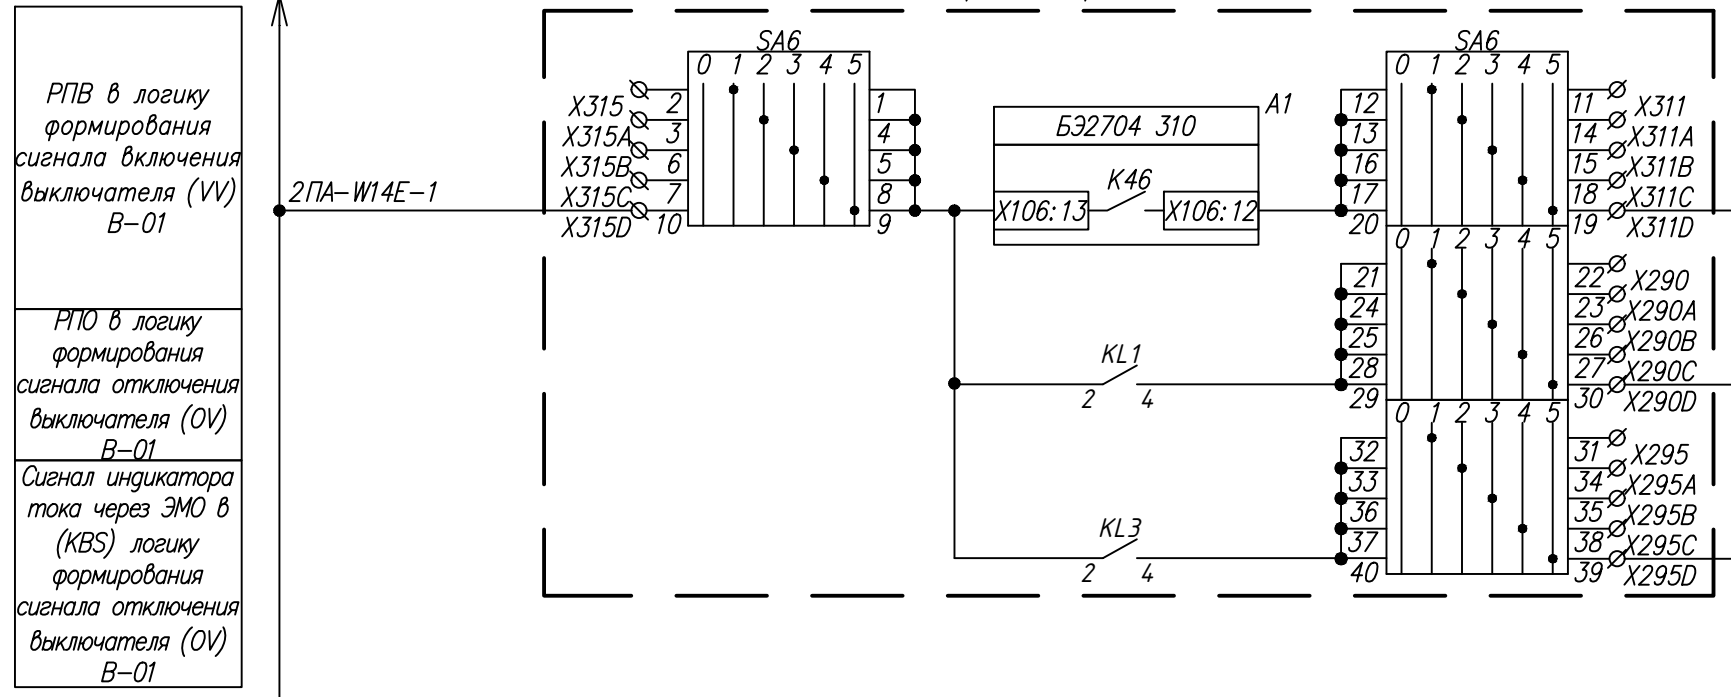 РПВ в логику
формирования
сигнала включения
выключателя (VV)
В-01
РПО в логику
формирования
сигнала отключения
выключателя (OV)
В-01
Сигнал индикатора
тока через ЭМО в
(KBS) логику
формирования
сигнала отключения
выключателя (OV)
В-01
2ПА-W14E-1
SA6
0 1 2 3 4 5
X315 2 1
X315A 3 4
X315B 6 5
X315C 7 8
X315D 10 9
A1
БЭ2704 310
K46
X106:13 X106:12
KL1
2 4
KL3
2 4
SA6
0 1 2 3 4 5
12 11 X311
13 14 X311A
16 15 X311B
17 18 X311C
20 19 X311D
0 1 2 3 4 5
21 22 X290
24 23 X290A
25 26 X290B
28 27 X290C
29 30 X290D
0 1 2 3 4 5
32 31 X295
33 34 X295A
36 35 X295B
37 38 X295C
40 39 X295D